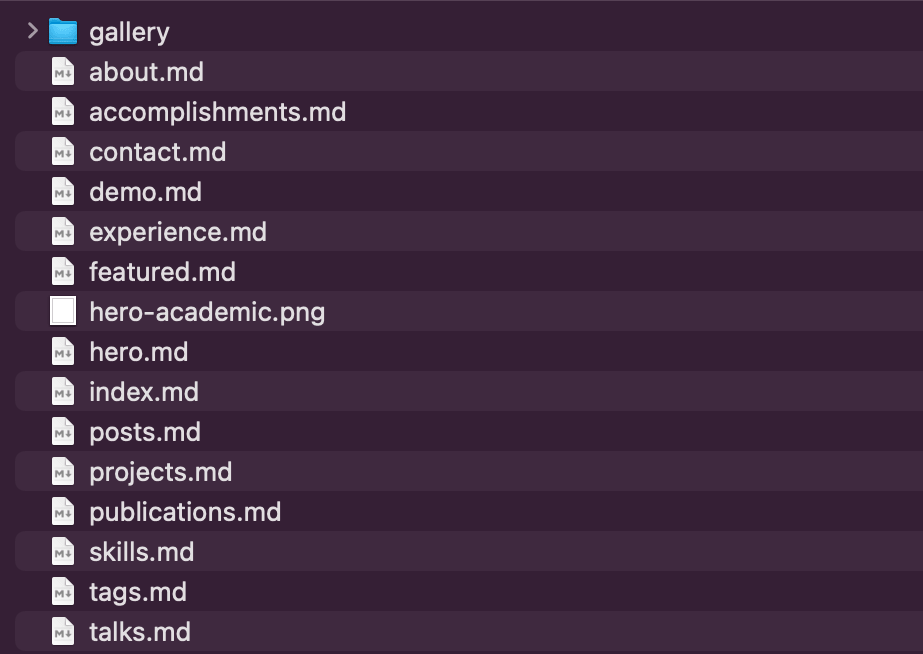 gallery
about.md
accomplishments.md
contact.md
demo.md
experience.md
featured.md
hero-academic.png
hero.md
index.md
posts.md
projects.md
publications.md
skills.md
tags.md
talks.md